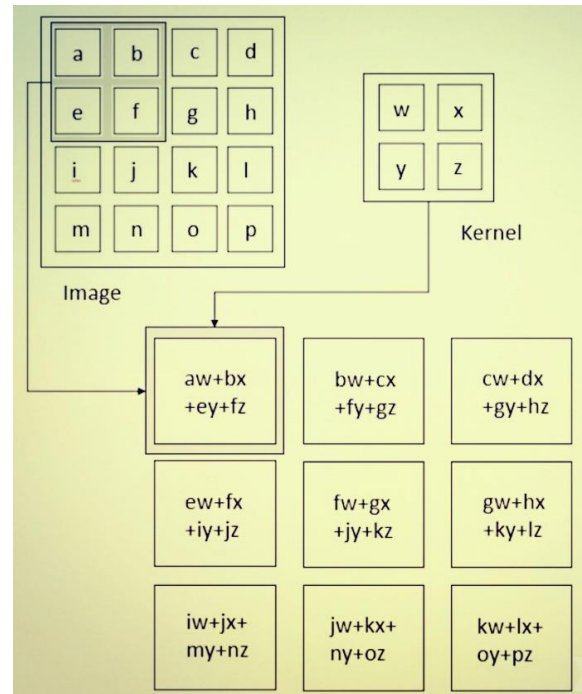 a b c d
e f g h
i j k l
m n o p
Image
w x
y z
Kernel
aw+bx
+ey+fz
bw+cx
+fy+gz
cw+dx
+gy+hz
ew+fx
+iy+jz
fw+gx
+jy+kz
gw+hx
+ky+lz
iw+jx+
my+nz
jw+kx+
ny+oz
kw+lx+
oy+pz